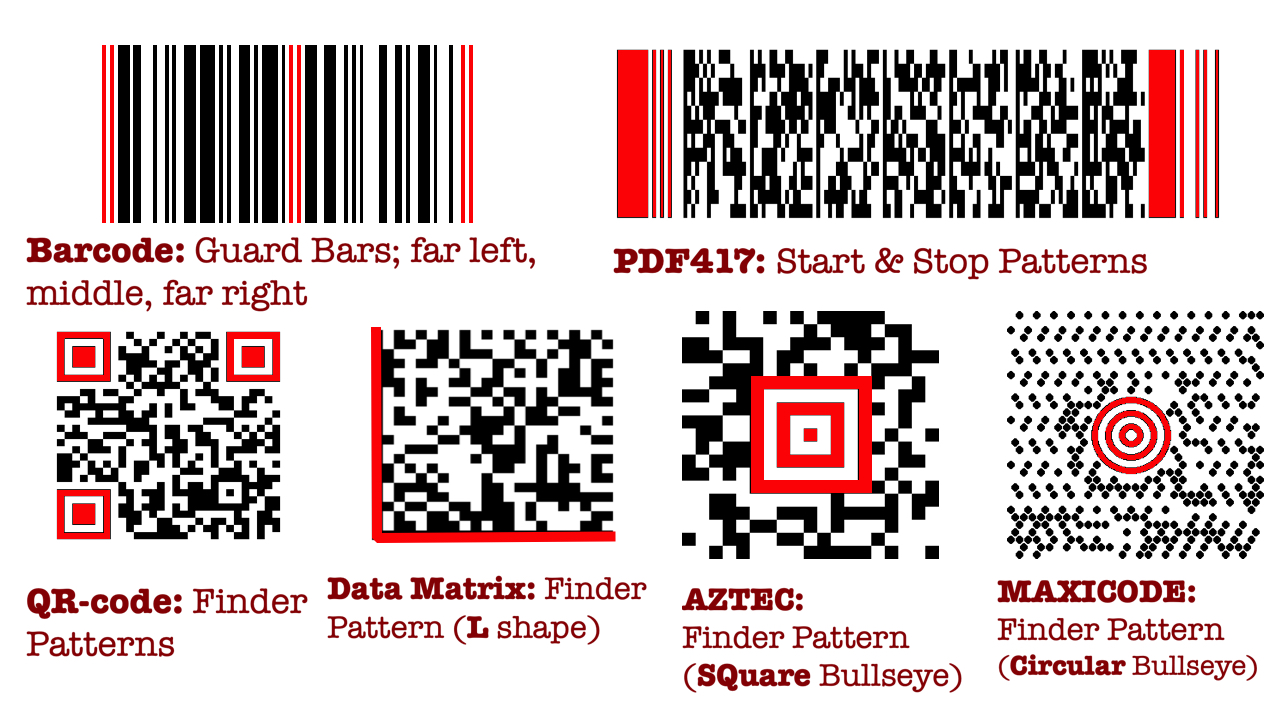 Barcode: Guard Bars; far left,
middle, far right
PDF417: Start & Stop Patterns
QR-code: Finder
Patterns
Data Matrix: Finder
Pattern (L shape)
AZTEC:
Finder Pattern
(SQuare Bullseye)
MAXICODE:
Finder Pattern
(Circular Bullseye)